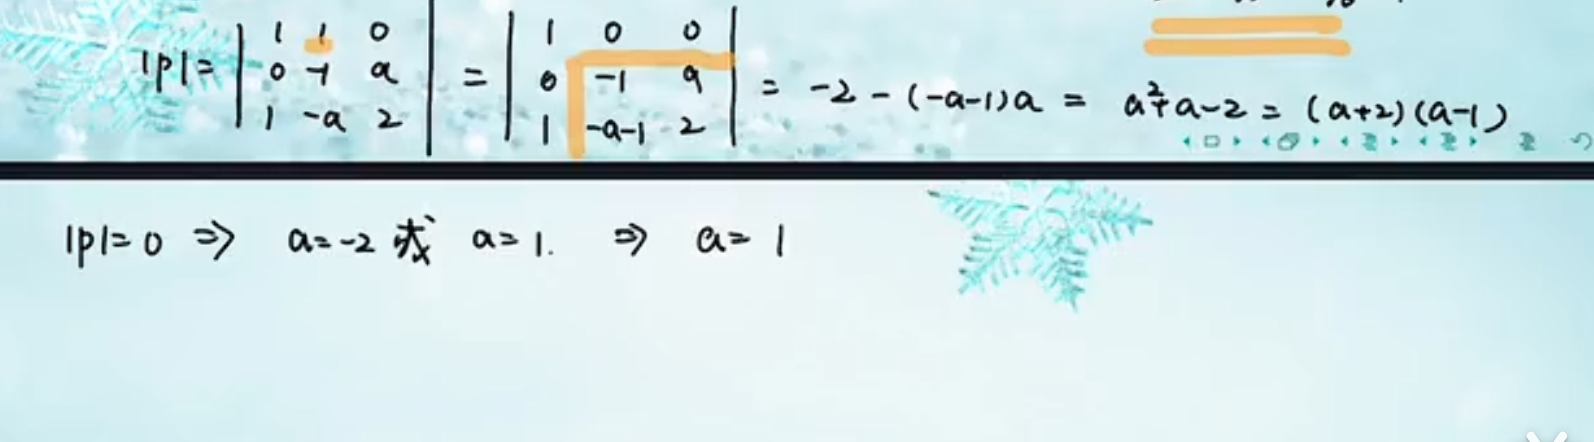 |p| = | 1 1 0 | = | 1 0 0 | = -2 - (-a-1)a = a²+a-2 = (a+2)(a-1)
| 0 -1 a | | 0 -1 a |
| 1 -a 2 | | 1 -a-1 2 |
|p|=0 ⇒ a=-2 或 a=1. ⇒ a=1